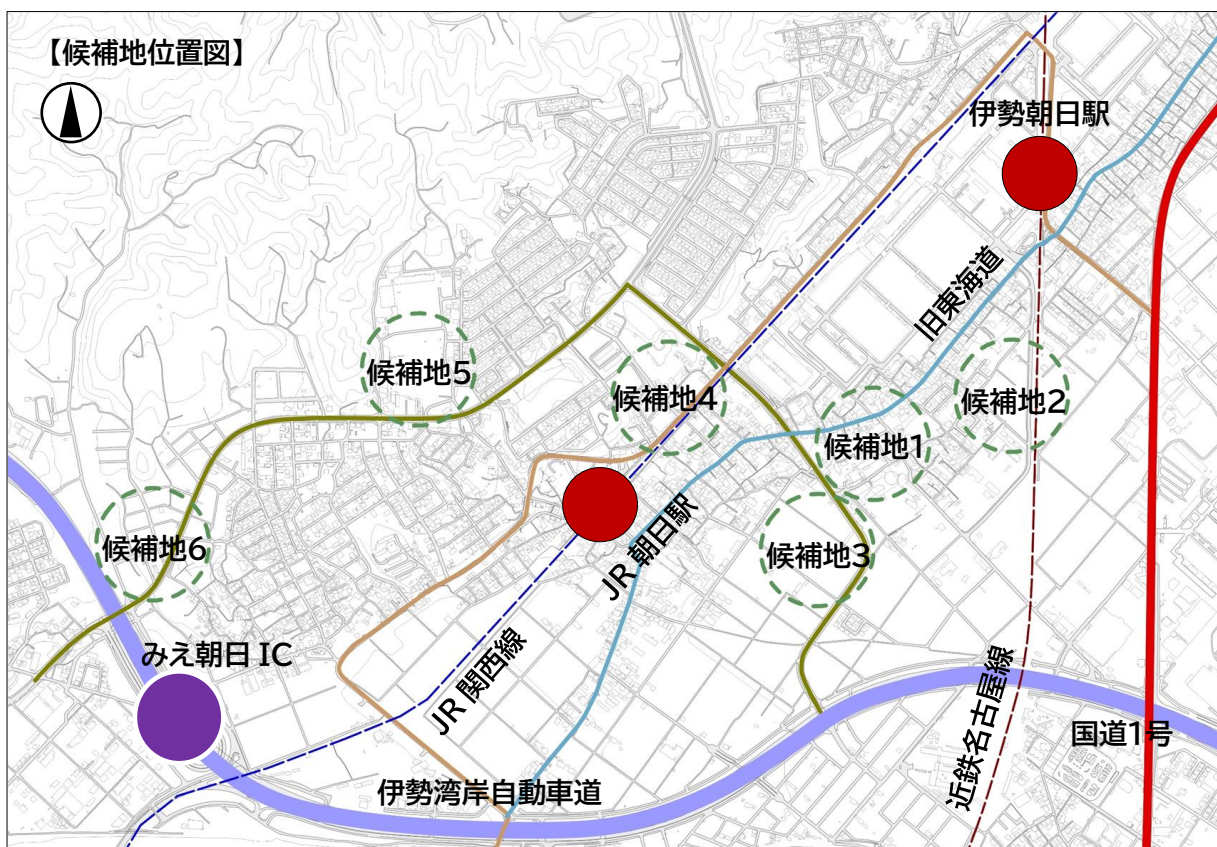 【候補地位置図】
伊勢朝日駅
旧東海道
候補地5
候補地4
候補地2
候補地1
JR 朝日駅
候補地6
候補地3
みえ朝日 IC
JR 関西線
近鉄名古屋線
国道1号
伊勢湾岸自動車道